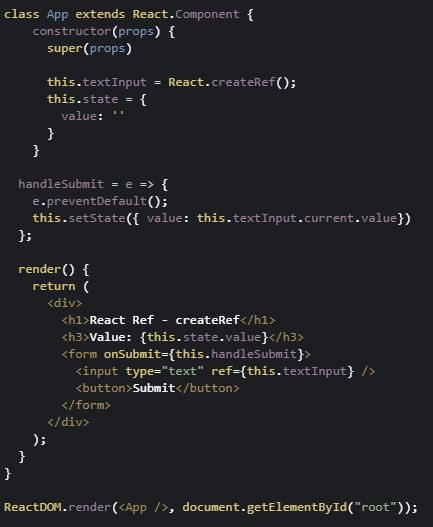 class App extends React.Component {
    constructor(props) {
      super(props)

      this.textInput = React.createRef();
      this.state = {
        value: ''
      }
    }

  handleSubmit = e => {
    e.preventDefault();
    this.setState({ value: this.textInput.current.value})
  };

  render() {
    return (
      <div>
        <h1>React Ref - createRef</h1>
        <h3>Value: {this.state.value}</h3>
        <form onSubmit={this.handleSubmit}>
          <input type="text" ref={this.textInput} />
          <button>Submit</button>
        </form>
      </div>
    );
  }
}

ReactDOM.render(<App />, document.getElementById("root"));